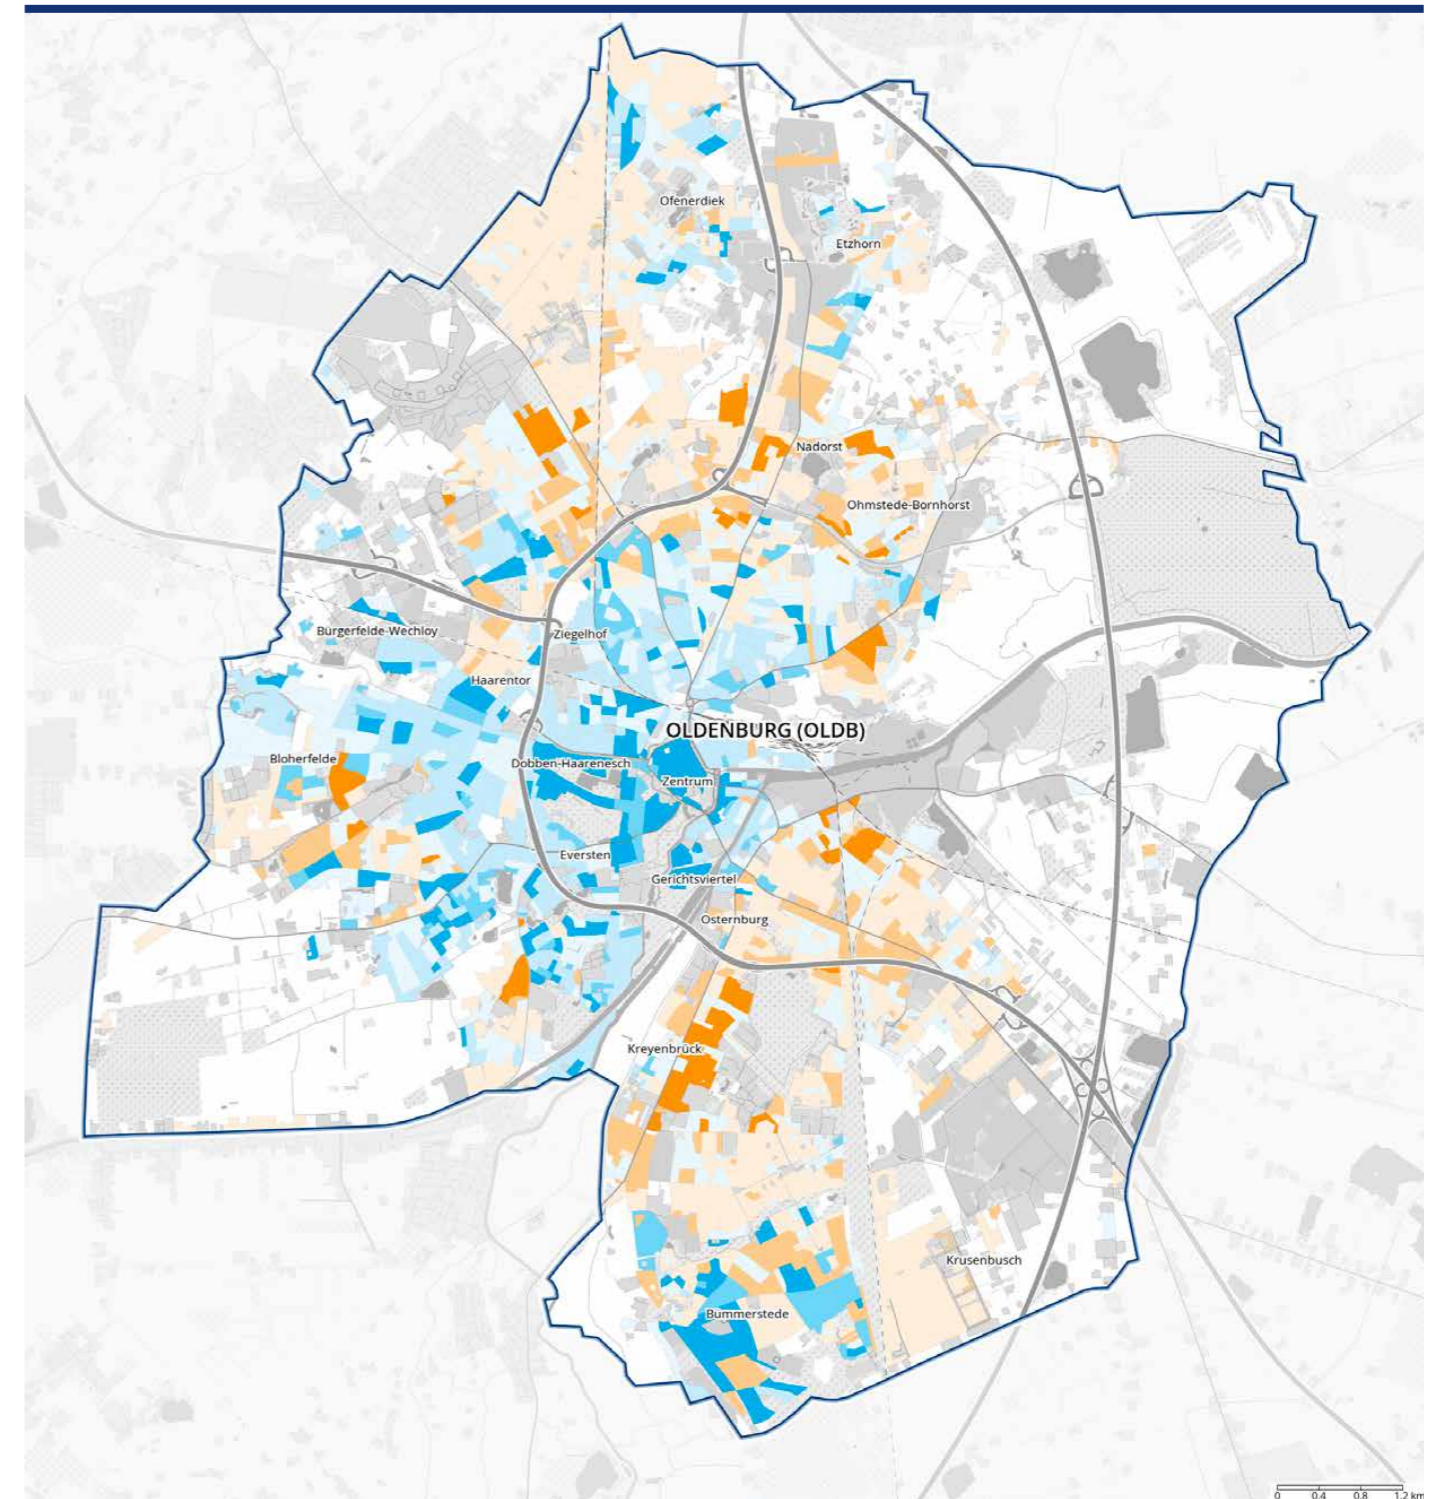 Ofenerdiek
Etzhorn
Nadorst
Ohmstede-Bornhorst
Bürgerfelde-Wechloy
Ziegelhof
Haarentor
OLDENBURG (OLDB)
Bloherfelde
Dobben-Haarenesch
Zentrum
Eversten
Gerichtsviertel
Osternburg
Kreyenbrück
Krusenbusch
Bümmerstede
0 0.4 0.8 1.2 km